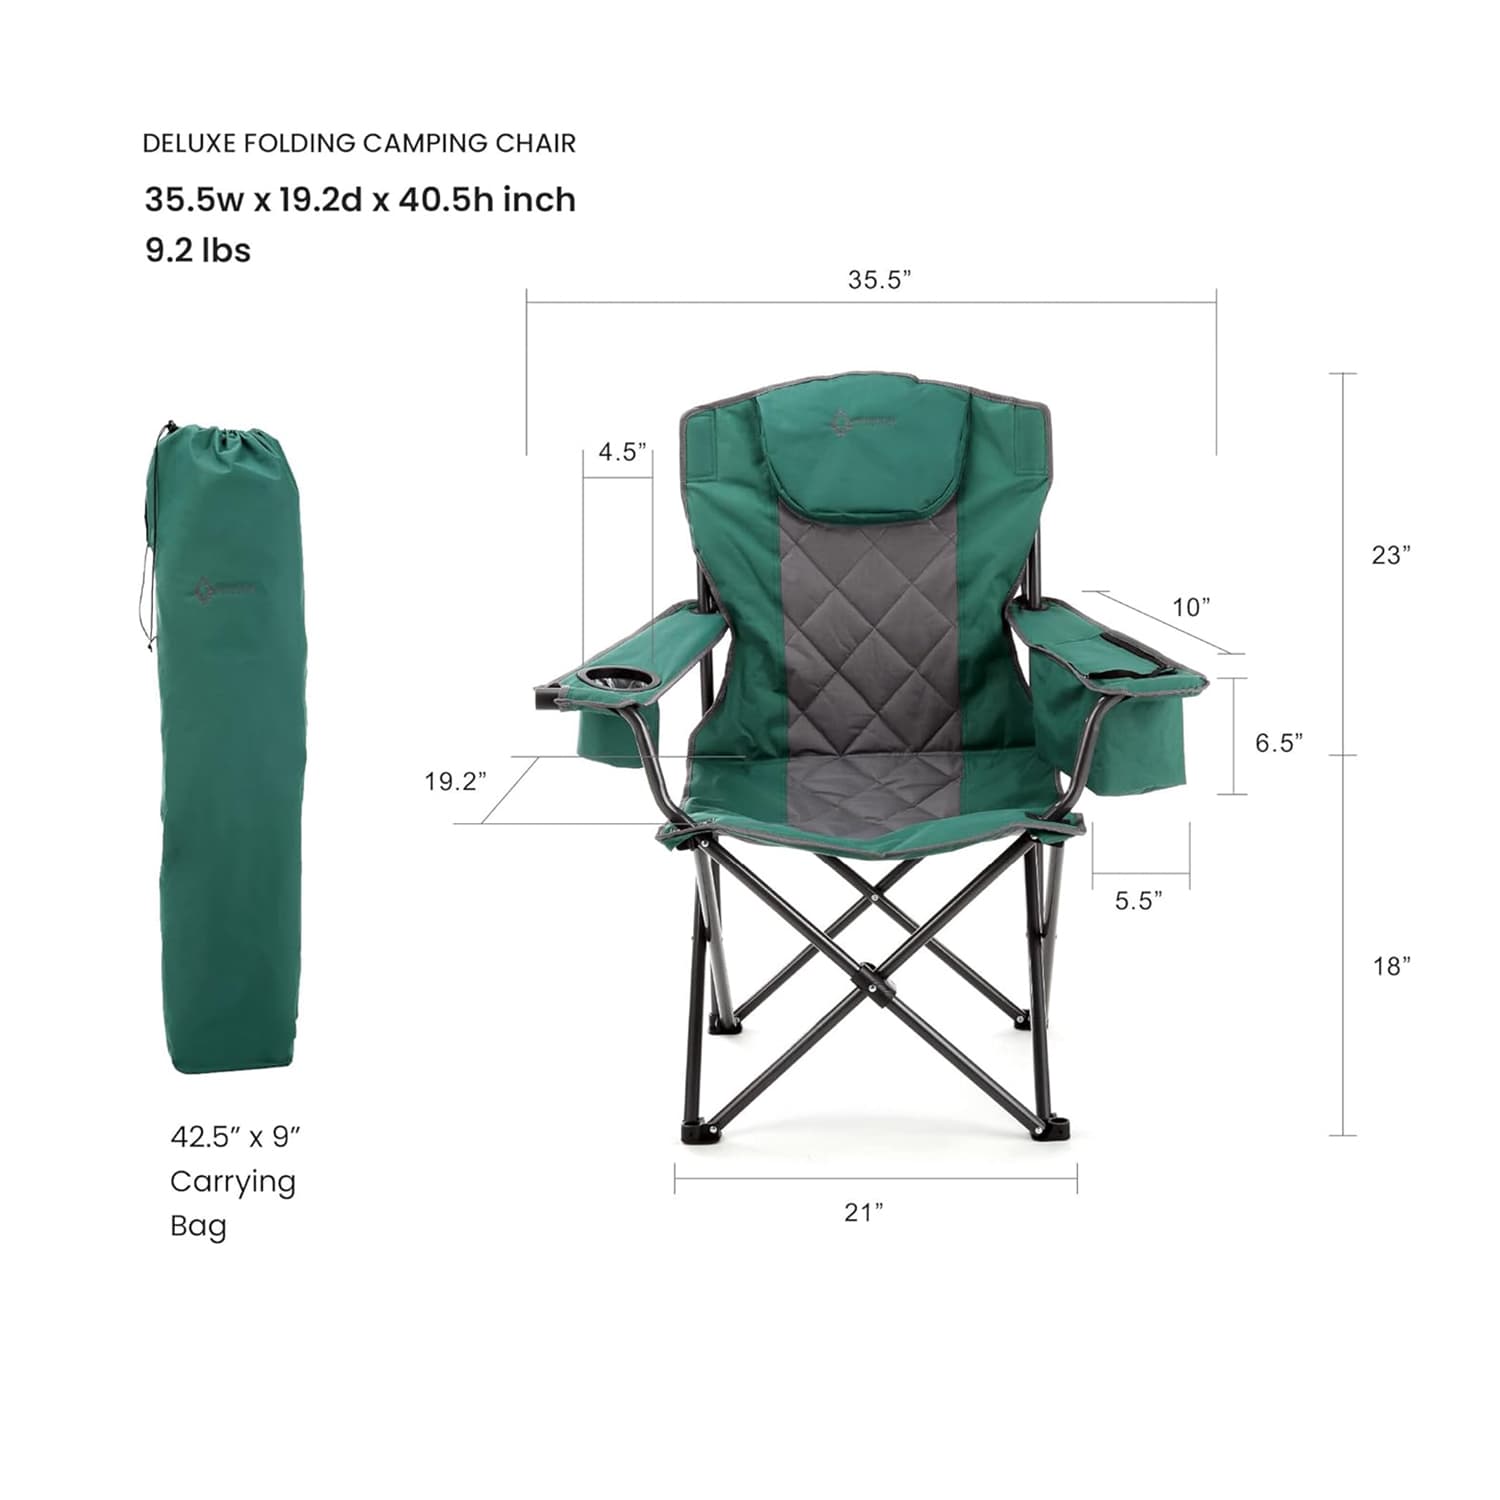 DELUXE FOLDING CAMPING CHAIR
35.5w x 19.2d x 40.5h inch
9.2 lbs
35.5”
4.5”
23”
10”
6.5”
19.2”
5.5”
18”
42.5” x 9”
Carrying
Bag
21”